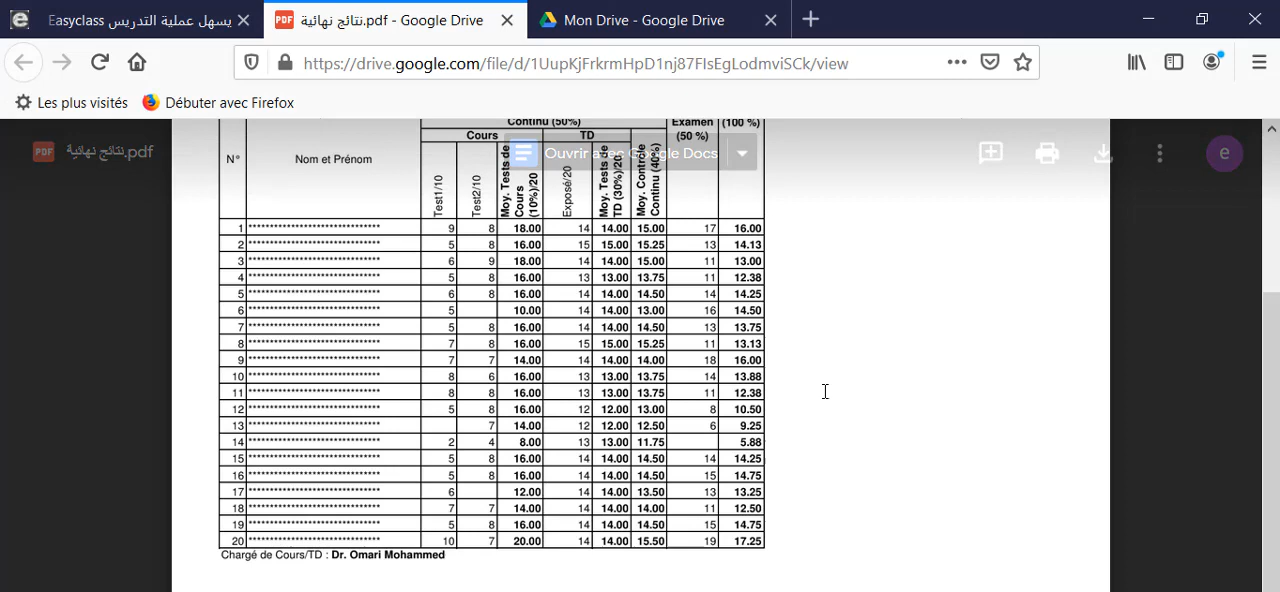 Easyclass يسهل عملية التدريس
PDF نتائج نهائية.pdf - Google Drive
Mon Drive - Google Drive
https://drive.google.com/file/d/1UupKjFrkrmHpD1nj87FIsEgLodmviSCk/view
Les plus visités Débuter avec Firefox
PDF نتائج نهائية.pdf
Ouvrir avec Google Docs
e
Continu (50%) Examen (50 %) (100 %)
Cours TD
N° Nom et Prénom Test1/10 Test2/10 Moy. Tests de Cours (10%)/20 Exposé/20 Moy. Tests de TD (30%)/20 Moy. Contrôle Continu (40%)
1 ******************************* 9 8 18.00 14 14.00 15.00 17 16.00
2 ******************************* 5 8 16.00 15 15.00 15.25 13 14.13
3 ******************************* 6 9 18.00 14 14.00 15.00 11 13.00
4 ******************************* 5 8 16.00 13 13.00 13.75 11 12.38
5 ******************************* 6 8 16.00 14 14.00 14.50 14 14.25
6 ******************************* 5 10.00 14 14.00 13.00 16 14.50
7 ******************************* 5 8 16.00 14 14.00 14.50 13 13.75
8 ******************************* 7 8 16.00 15 15.00 15.25 11 13.13
9 ******************************* 7 7 14.00 14 14.00 14.00 18 16.00
10 ******************************* 8 6 16.00 13 13.00 13.75 14 13.88
11 ******************************* 8 8 16.00 13 13.00 13.75 11 12.38
12 ******************************* 5 8 16.00 12 12.00 13.00 8 10.50
13 ******************************* 7 14.00 12 12.00 12.50 6 9.25
14 ******************************* 2 4 8.00 13 13.00 11.75 5.88
15 ******************************* 5 8 16.00 14 14.00 14.50 14 14.25
16 ******************************* 5 8 16.00 14 14.00 14.50 15 14.75
17 ******************************* 6 12.00 14 14.00 13.50 13 13.25
18 ******************************* 7 7 14.00 14 14.00 14.00 11 12.50
19 ******************************* 5 8 16.00 14 14.00 14.50 15 14.75
20 ******************************* 10 7 20.00 14 14.00 15.50 19 17.25
Chargé de Cours/TD : Dr. Omari Mohammed